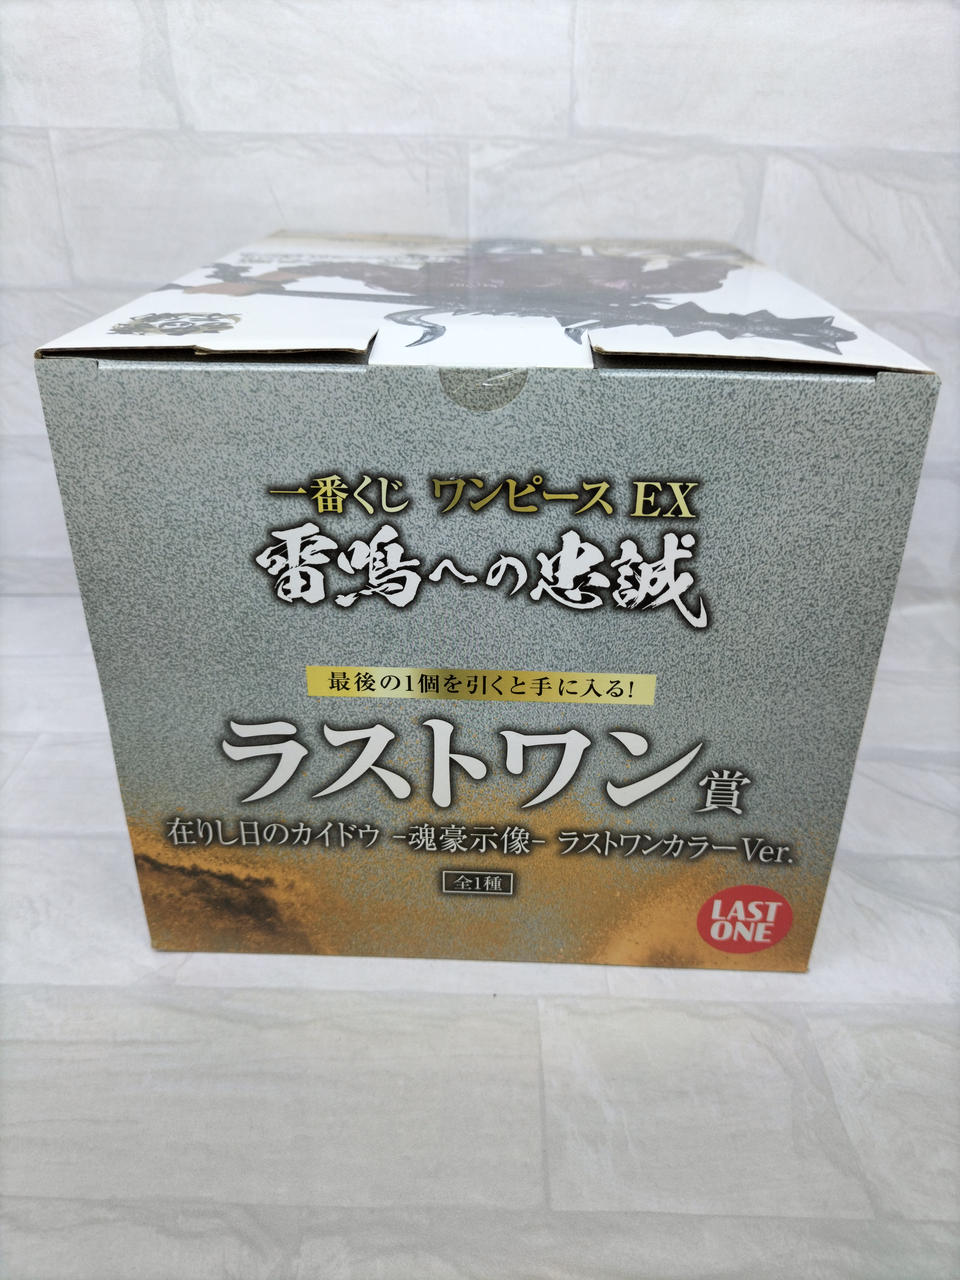 一番くじ ワンピース EX
雷鳴への忠誠
最後の1個を引くと手に入る!
ラストワン賞
在りし日のカイドウ -魂豪示像- ラストワンカラーVer.
全1種
LAST
ONE